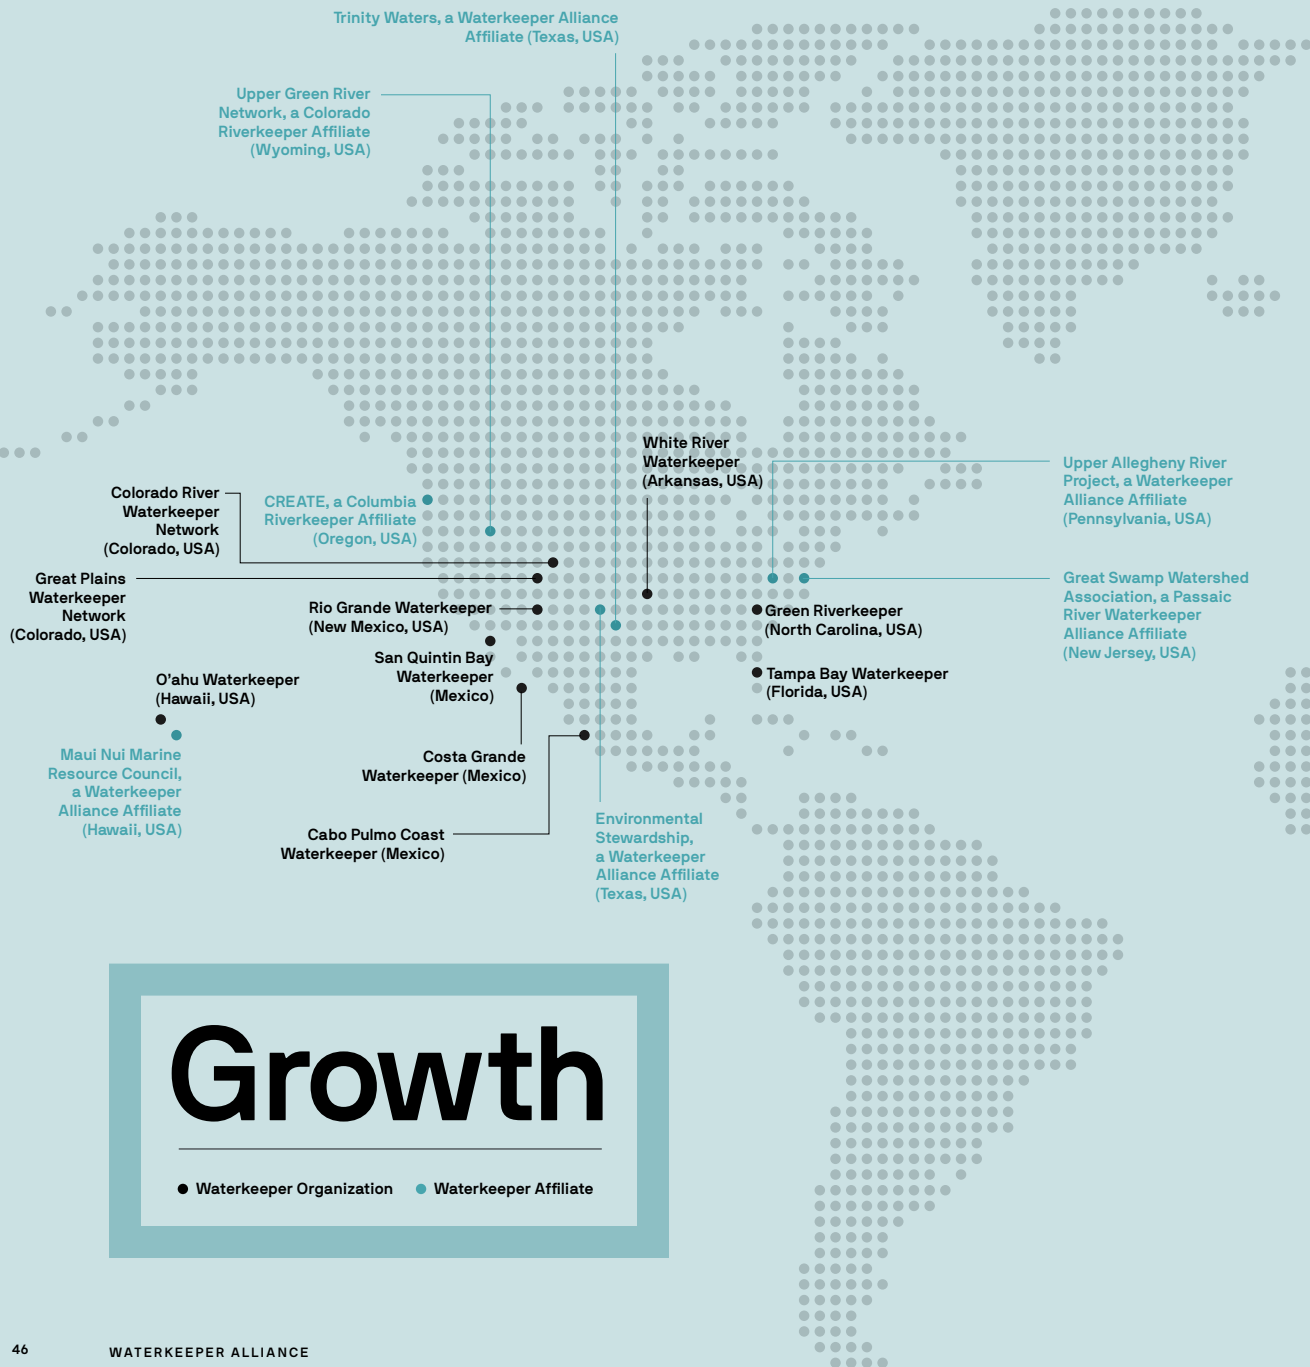 Trinity Waters, a Waterkeeper Alliance
Affiliate (Texas, USA)
Upper Green River
Network, a Colorado
Riverkeeper Affiliate
(Wyoming, USA)
White River
Waterkeeper
(Arkansas, USA)
Upper Allegheny River
Project, a Waterkeeper
Alliance Affiliate
(Pennsylvania, USA)
Colorado River
Waterkeeper
Network
(Colorado, USA)
CREATE, a Columbia
Riverkeeper Affiliate
(Oregon, USA)
Great Plains
Waterkeeper
Network
(Colorado, USA)
Great Swamp Watershed
Association, a Passaic
River Waterkeeper
Alliance Affiliate
(New Jersey, USA)
Rio Grande Waterkeeper
(New Mexico, USA)
Green Riverkeeper
(North Carolina, USA)
San Quintin Bay
Waterkeeper
(Mexico)
Tampa Bay Waterkeeper
(Florida, USA)
O'ahu Waterkeeper
(Hawaii, USA)
Maui Nui Marine
Resource Council,
a Waterkeeper
Alliance Affiliate
(Hawaii, USA)
Costa Grande
Waterkeeper (Mexico)
Cabo Pulmo Coast
Waterkeeper (Mexico)
Environmental
Stewardship,
a Waterkeeper
Alliance Affiliate
(Texas, USA)
Growth
Waterkeeper Organization
Waterkeeper Affiliate
46
WATERKEEPER ALLIANCE